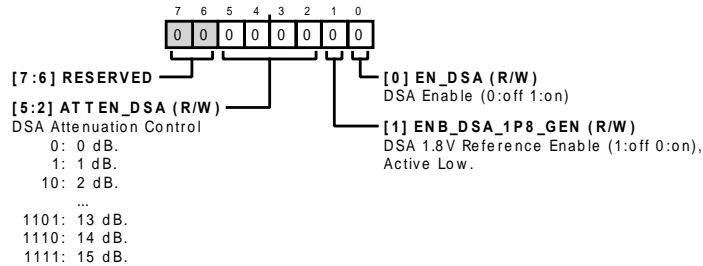 7 6 5 4 3 2 1 0
0 0 0 0 0 0 0 0
[7:6] RESERVED
[5:2] ATTEN_DSA (R/W)
DSA Attenuation Control
0: 0 dB.
1: 1 dB.
10: 2 dB.
...
1101: 13 dB.
1110: 14 dB.
1111: 15 dB.
[0] EN_DSA (R/W)
DSA Enable (0:off 1:on)
[1] ENB_DSA_1P8_GEN (R/W)
DSA 1.8V Reference Enable (1:off 0:on),
Active Low.